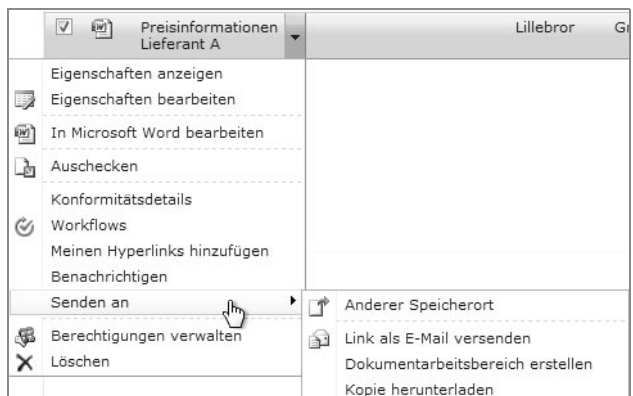 Preisinformationen
Lieferant A
Lillebror
Eigenschaften anzeigen
Eigenschaften bearbeiten
In Microsoft Word bearbeiten
Auschecken
Konformitätsdetails
Workflows
Meinen Hyperlinks hinzufügen
Benachrichtigen
Senden an
Anderer Speicherort
Berechtigungen verwalten
Link als E-Mail versenden
Löschen
Dokumentarbeitsbereich erstellen
Kopie herunterladen